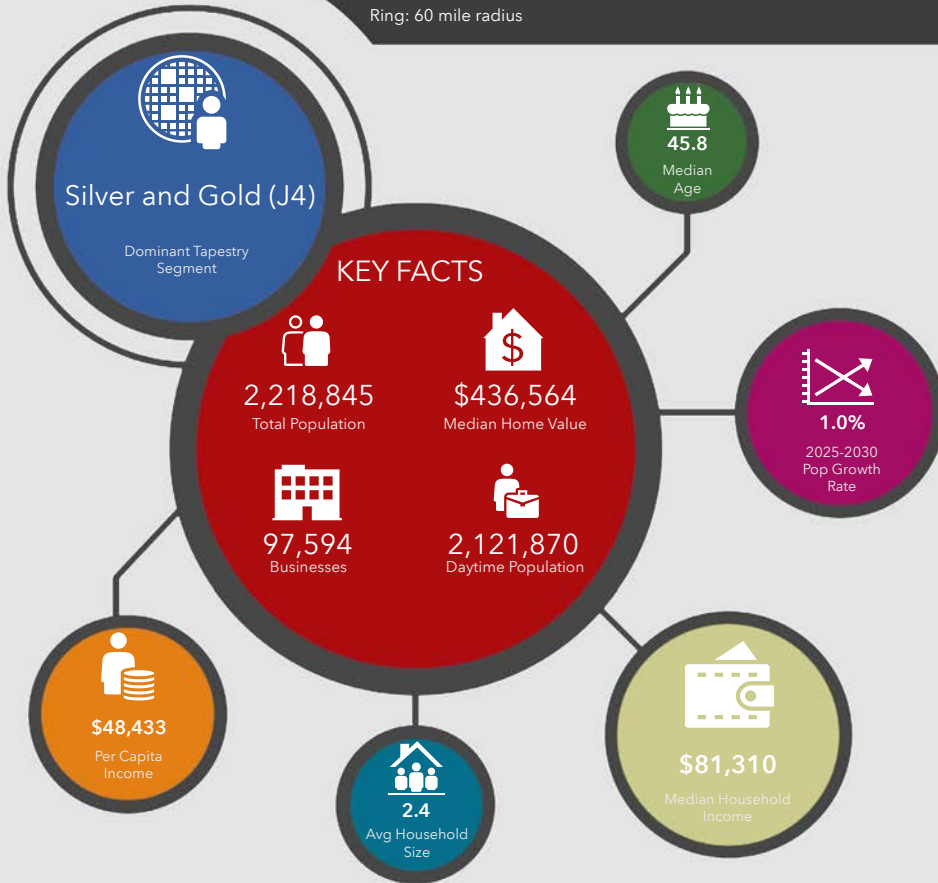 Ring: 60 mile radius
Silver and Gold (J4)
Dominant Tapestry
Segment
KEY FACTS
2,218,845
Total Population
$436,564
Median Home Value
97,594
Businesses
2,121,870
Daytime Population
45.8
Median
Age
1.0%
2025-2030
Pop Growth
Rate
$48,433
Per Capita
Income
2.4
Avg Household
Size
$81,310
Median Household
Income